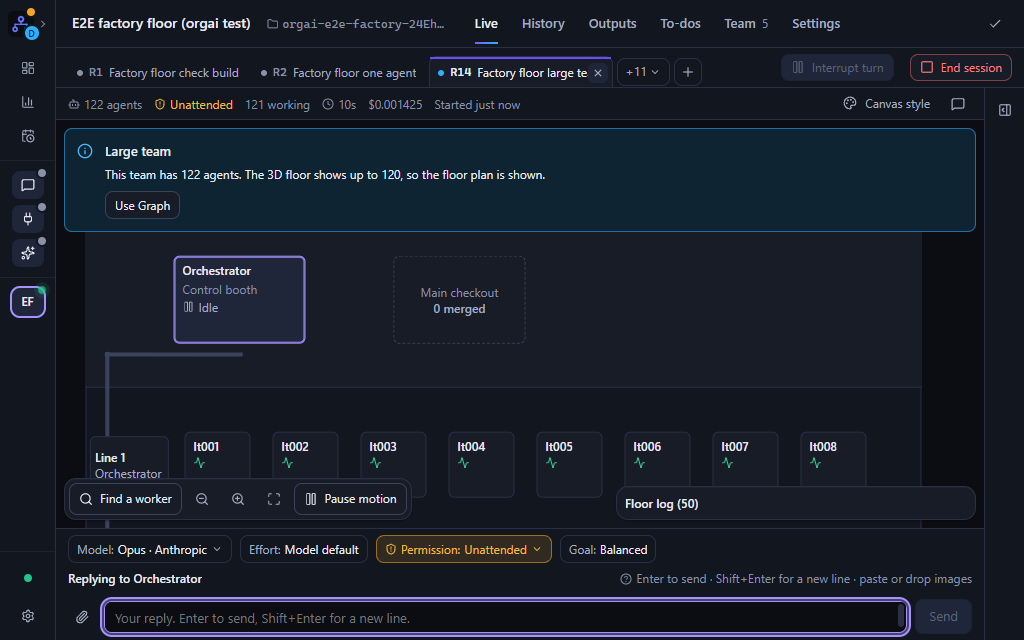 E2E factory floor (orgai test)
orgai-e2e-factory-24Eh…
Live
History
Outputs
To-dos
Team 5
Settings
D
R1 Factory floor check build
R2 Factory floor one agent
R14 Factory floor large te
+11
Interrupt turn
End session
122 agents
Unattended
121 working
10s
$0.001425
Started just now
Canvas style
Large team
This team has 122 agents. The 3D floor shows up to 120, so the floor plan is shown.
Use Graph
EF
Orchestrator
Control booth
Idle
Main checkout
0 merged
Line 1
Orchestrator
lt001
lt002
lt003
lt004
lt005
lt006
lt007
lt008
Find a worker
Pause motion
Floor log (50)
Model: Opus · Anthropic
Effort: Model default
Permission: Unattended
Goal: Balanced
Replying to Orchestrator
Enter to send · Shift+Enter for a new line · paste or drop images
Your reply. Enter to send, Shift+Enter for a new line.
Send